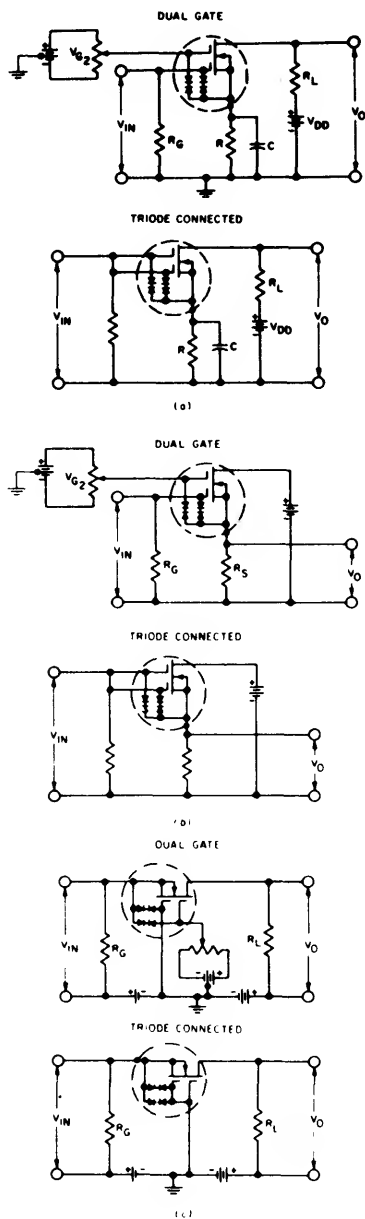 DUAL GATE
VG2
VIN
RG
R
C
RL
VDD
VO
TRIODE CONNECTED
VIN
R
C
RL
VDD
VO
(a)
DUAL GATE
VG2
VIN
RG
RS
VO
TRIODE CONNECTED
VIN
VO
(b)
DUAL GATE
VIN
RG
RL
VO
TRIODE CONNECTED
VIN
RG
RL
VO
(c)